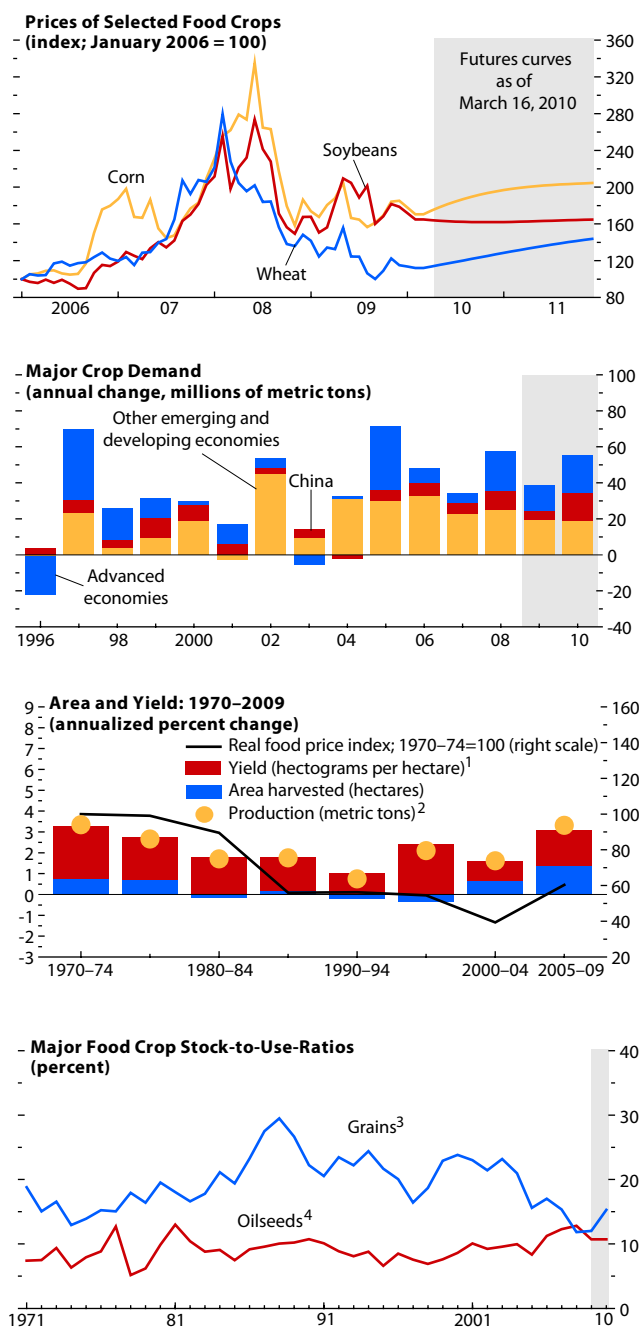 Prices of Selected Food Crops
(index; January 2006 = 100)
360
320
280
240
200
160
120
80
Futures curves
as of
March 16, 2010
Soybeans
Corn
Wheat
2006
07
08
09
10
11
Major Crop Demand
(annual change, millions of metric tons)
100
80
60
40
20
0
-20
-40
Other emerging and
developing economies
China
Advanced
economies
1996
98
2000
02
04
06
08
10
Area and Yield: 1970–2009
(annualized percent change)
9
8
7
6
5
4
3
2
1
0
-1
-2
-3
160
140
120
100
80
60
40
20
Real food price index; 1970–74=100 (right scale)
Yield (hectograms per hectare)1
Area harvested (hectares)
Production (metric tons)2
1970–74
1980–84
1990–94
2000–04
2005–09
Major Food Crop Stock-to-Use-Ratios
(percent)
40
30
20
10
0
Grains3
Oilseeds4
1971
81
91
2001
10